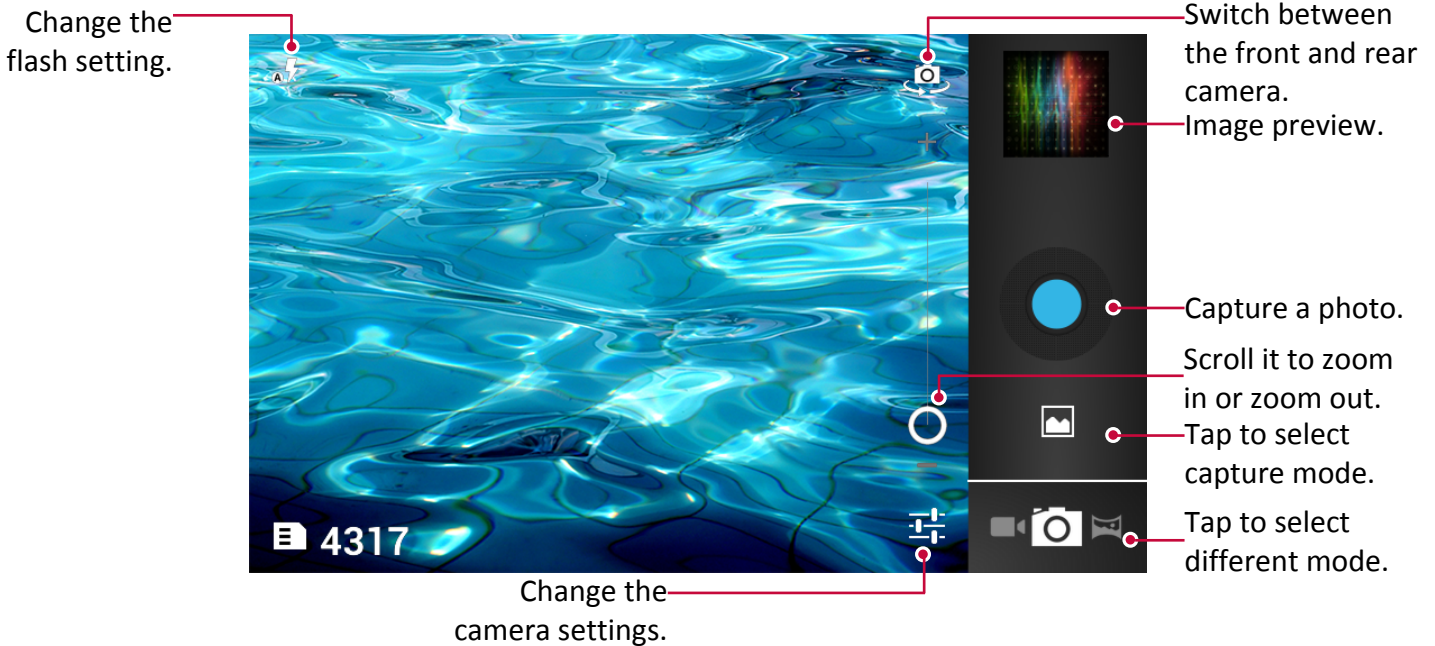 Change the
flash setting.
A
Switch between
the front and rear
camera.
Image preview.
Capture a photo.
Scroll it to zoom
in or zoom out.
Tap to select
capture mode.
4317
Tap to select
different mode.
Change the
camera settings.